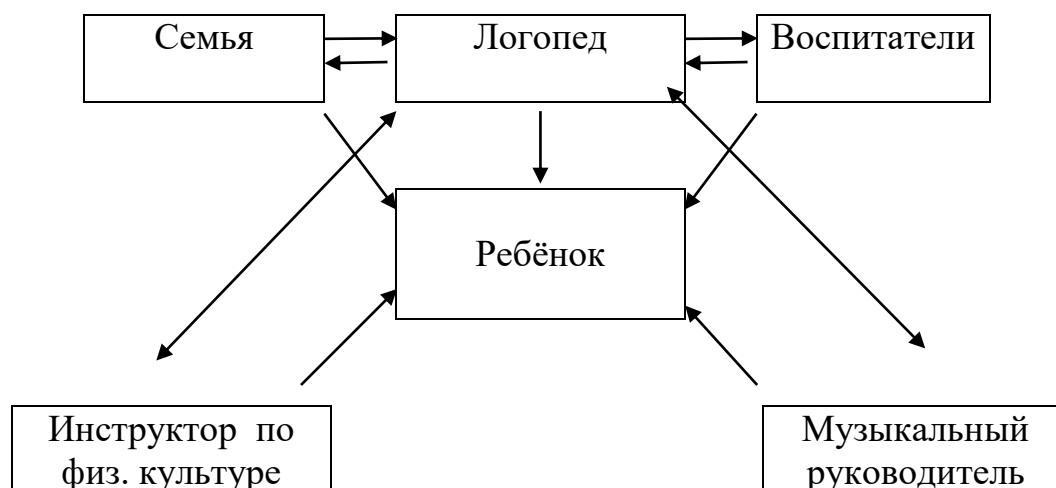 Семья
Логопед
Воспитатели
Ребёнок
Инструктор по
физ. культуре
Музыкальный
руководитель